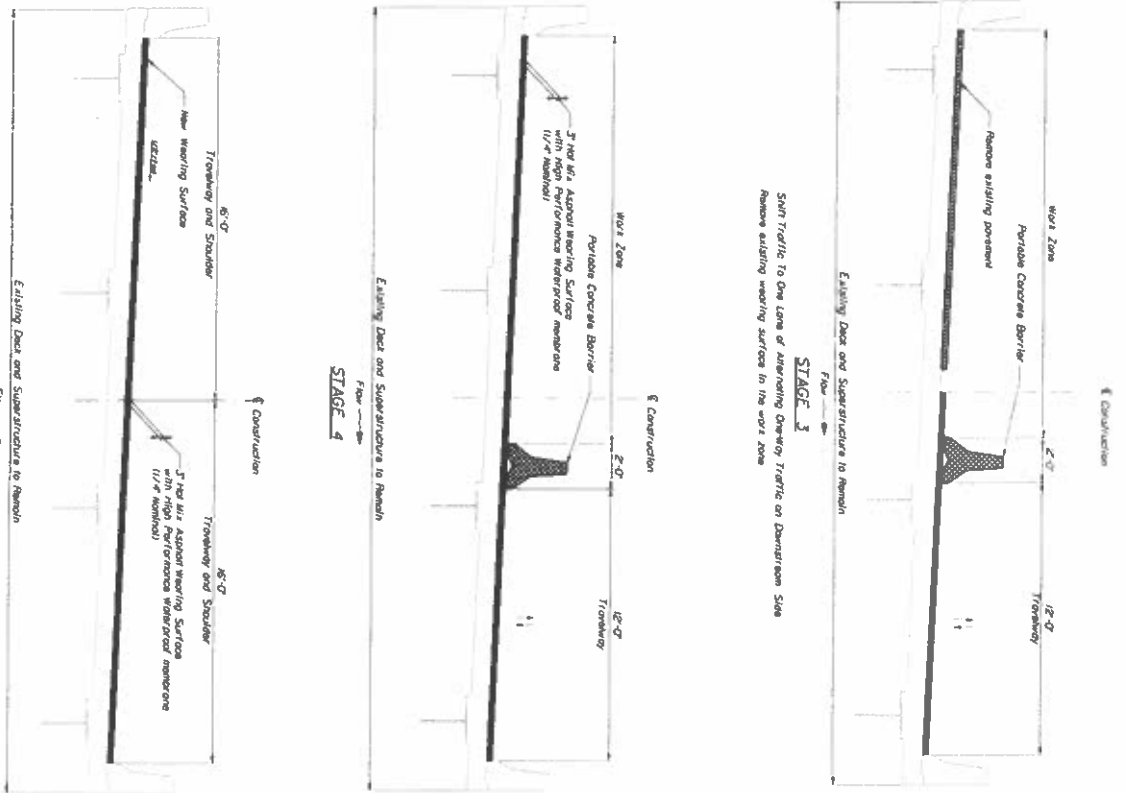 ℄ Construction
Work Zone
2'-0"
12'-0"
Travelway
Portable Concrete Barrier
Remove existing pavement
Existing Deck and Superstructure to Remain
Flow
STAGE 3
Shift Traffic To One Lane of Alternating One-Way Traffic on Downstream Side
Remove existing wearing surface in the work zone
℄ Construction
Work Zone
2'-0"
12'-0"
Travelway
Portable Concrete Barrier
3" Hot Mix Asphalt Wearing Surface
with High Performance Waterproof membrane
(1/4" Nominal)
Existing Deck and Superstructure to Remain
Flow
STAGE 4
℄ Construction
16'-0"
Travelway and Shoulder
16'-0"
Travelway and Shoulder
New Wearing Surface
3" Hot Mix Asphalt Wearing Surface
with High Performance Waterproof membrane
(1/4" Nominal)
Existing Deck and Superstructure to Remain